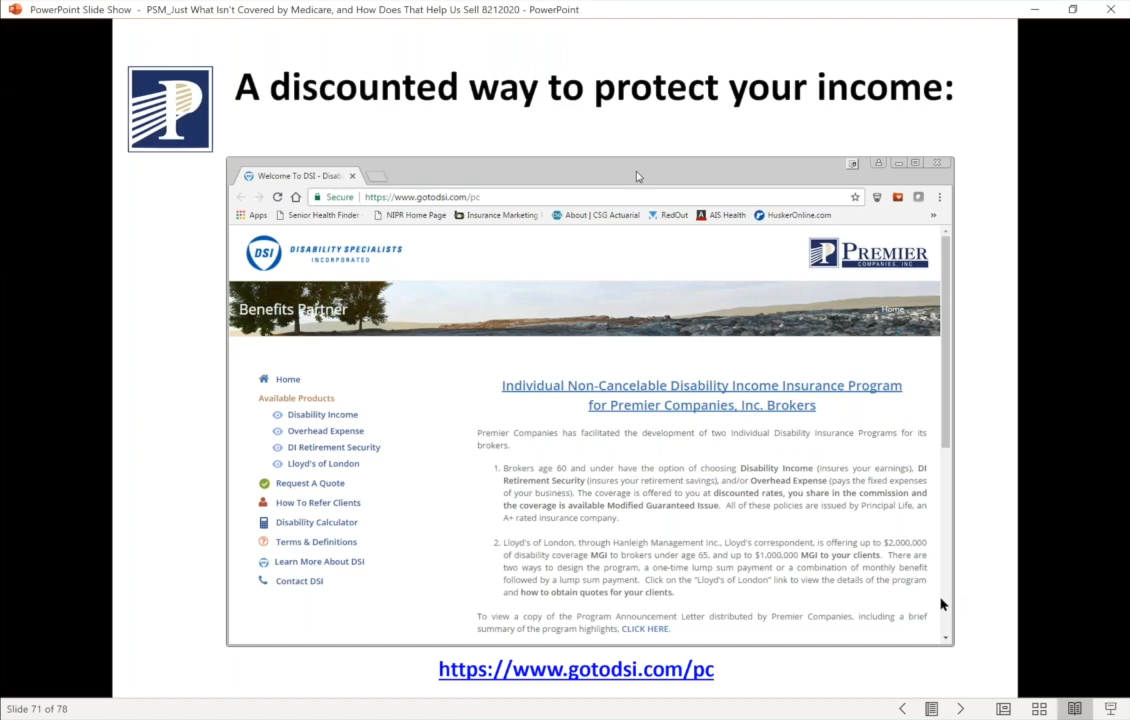 PowerPoint Slide Show - PSM_Just What Isn't Covered by Medicare, and How Does That Help Us Sell 8212020 - PowerPoint
A discounted way to protect your income:
P
Welcome To DSI - Disab
Secure https://www.gotodsi.com/pc
Apps Senior Health Finder NIPR Home Page Insurance Marketing About | CSG Actuarial RedOut AIS Health HuskerOnline.com »
DSI DISABILITY SPECIALISTS
INCORPORATED
P PREMIER
COMPANIES, INC
Benefits Partner
Home
Home
Available Products
Disability Income
Overhead Expense
DI Retirement Security
Lloyd's of London
Request A Quote
How To Refer Clients
Disability Calculator
Terms & Definitions
Learn More About DSI
Contact DSI
Individual Non-Cancelable Disability Income Insurance Program
for Premier Companies, Inc. Brokers
Premier Companies has facilitated the development of two Individual Disability Insurance Programs for its
brokers.
1. Brokers age 60 and under have the option of choosing Disability Income (insures your earnings), DI
Retirement Security (insures your retirement savings), and/or Overhead Expense (pays the fixed expenses
of your business). The coverage is offered to you at discounted rates, you share in the commission and
the coverage is available Modified Guaranteed Issue. All of these policies are issued by Principal Life, an
A+ rated insurance company.
2. Lloyd's of London, through Hanleigh Management Inc., Lloyd's correspondent, is offering up to $2,000,000
of disability coverage MGI to brokers under age 65, and up to $1,000,000 MGI to your clients. There are
two ways to design the program, a one-time lump sum payment or a combination of monthly benefit
followed by a lump sum payment. Click on the "Lloyd's of London" link to view the details of the program
and how to obtain quotes for your clients.
To view a copy of the Program Announcement Letter distributed by Premier Companies, including a brief
summary of the program highlights, CLICK HERE.
https://www.gotodsi.com/pc
Slide 71 of 78